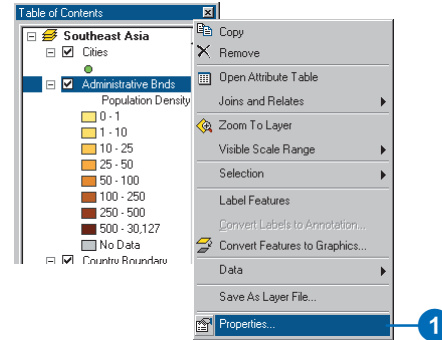 Table of Contents
Southeast Asia
Cities
Administrative Bnds
Population Density
0 - 1
1 - 10
10 - 25
25 - 50
50 - 100
100 - 250
250 - 500
500 - 30,127
No Data
Country Boundary
Copy
Remove
Open Attribute Table
Joins and Relates
Zoom To Layer
Visible Scale Range
Selection
Label Features
Convert Labels to Annotation...
Convert Features to Graphics...
Data
Save As Layer File...
Properties...
1